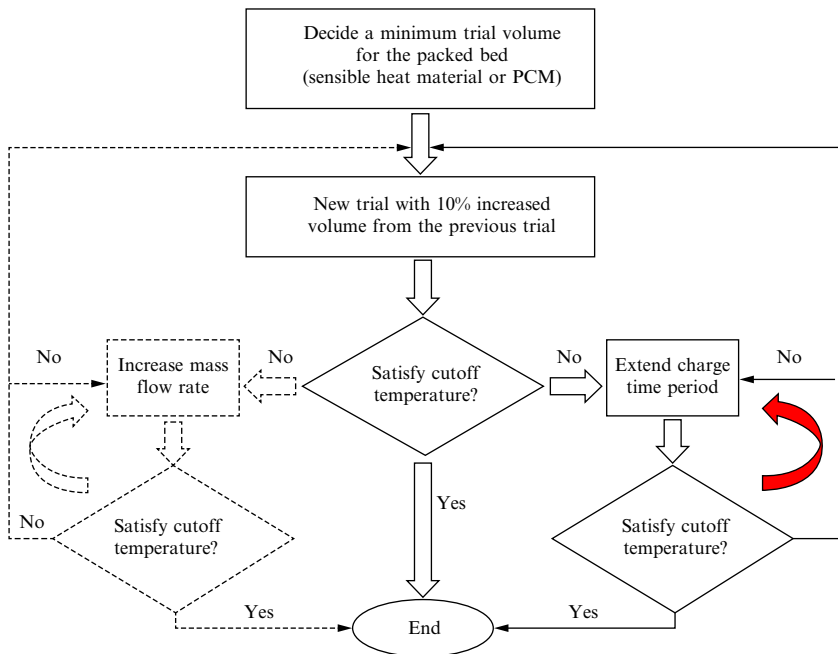 Decide a minimum trial volume
for the packed bed
(sensible heat material or PCM)
New trial with 10% increased
volume from the previous trial
No
Increase mass
flow rate
No
Satisfy cutoff
temperature?
No
Extend charge
time period
No
No
Satisfy cutoff
temperature?
Yes
Satisfy cutoff
temperature?
Yes
End
Yes